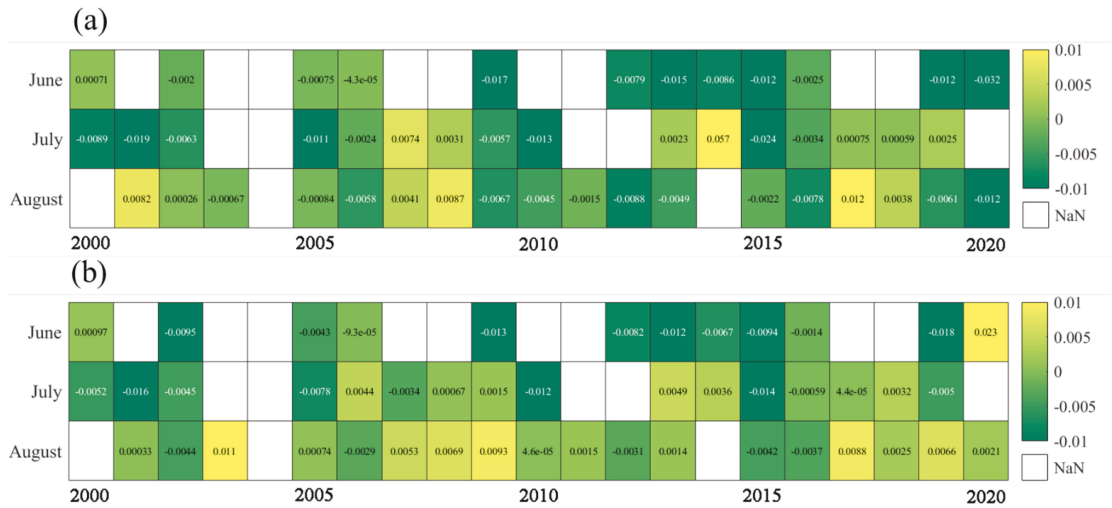 (a)
0.01
June 0.00071 -0.002 -0.00075 -4.3e-05 -0.017 -0.0079 -0.015 -0.0086 -0.012 -0.0025 -0.012 -0.032
0.005
July -0.0089 -0.019 -0.0063 -0.011 -0.0024 0.0074 0.0031 -0.0057 -0.013 0.0023 0.057 -0.024 -0.0034 0.00075 0.00059 0.0025
0
-0.005
August 0.0082 0.00026 -0.00067 -0.00084 -0.0058 0.0041 0.0087 -0.0067 -0.0045 -0.0015 -0.0088 -0.0049 -0.0022 -0.0078 0.012 0.0038 -0.0061 -0.012
-0.01
NaN
2000 2005 2010 2015 2020
(b)
0.01
June 0.00097 -0.0095 -0.0043 -9.3e-05 -0.013 -0.0082 -0.012 -0.0067 -0.0094 -0.0014 -0.018 0.023
0.005
July -0.0052 -0.016 -0.0045 -0.0078 0.0044 -0.0034 0.00067 0.0015 -0.012 0.0049 0.0036 -0.014 -0.00059 4.4e-05 0.0032 -0.005
0
-0.005
August 0.00033 -0.0044 0.011 0.00074 -0.0029 0.0053 0.0069 0.0093 4.6e-05 0.0015 -0.0031 0.0014 -0.0042 -0.0037 0.0088 0.0025 0.0066 0.0021
-0.01
NaN
2000 2005 2010 2015 2020